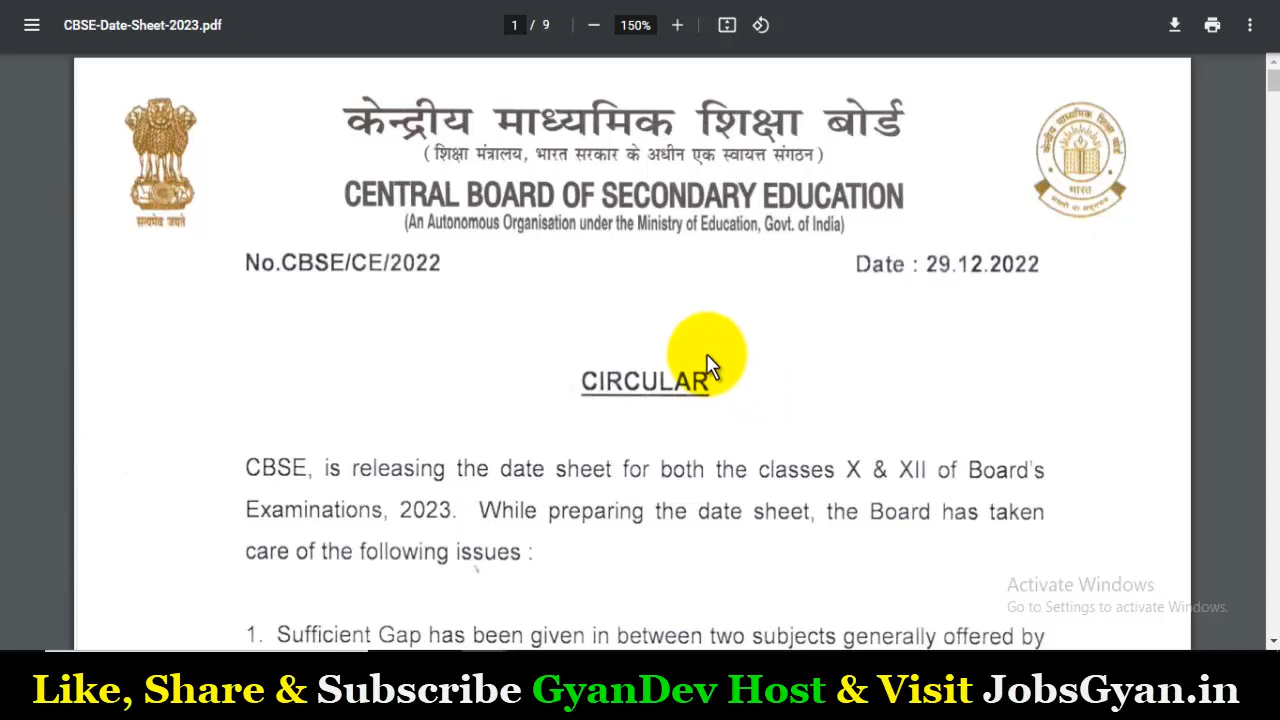 CBSE-Date-Sheet-2023.pdf
1 / 9
150%
केन्द्रीय माध्यमिक शिक्षा बोर्ड
(शिक्षा मंत्रालय, भारत सरकार के अधीन एक स्वायत्त संगठन)
CENTRAL BOARD OF SECONDARY EDUCATION
(An Autonomous Organisation under the Ministry of Education, Govt. of India)
सत्यमेव जयते
केन्द्रीय माध्यमिक शिक्षा बोर्ड
भारत
No.CBSE/CE/2022
Date : 29.12.2022
CIRCULAR
CBSE, is releasing the date sheet for both the classes X & XII of Board's
Examinations, 2023. While preparing the date sheet, the Board has taken
care of the following issues :
1. Sufficient Gap has been given in between two subjects generally offered by
Activate Windows
Go to Settings to activate Windows.
Like, Share & Subscribe GyanDev Host & Visit JobsGyan.in